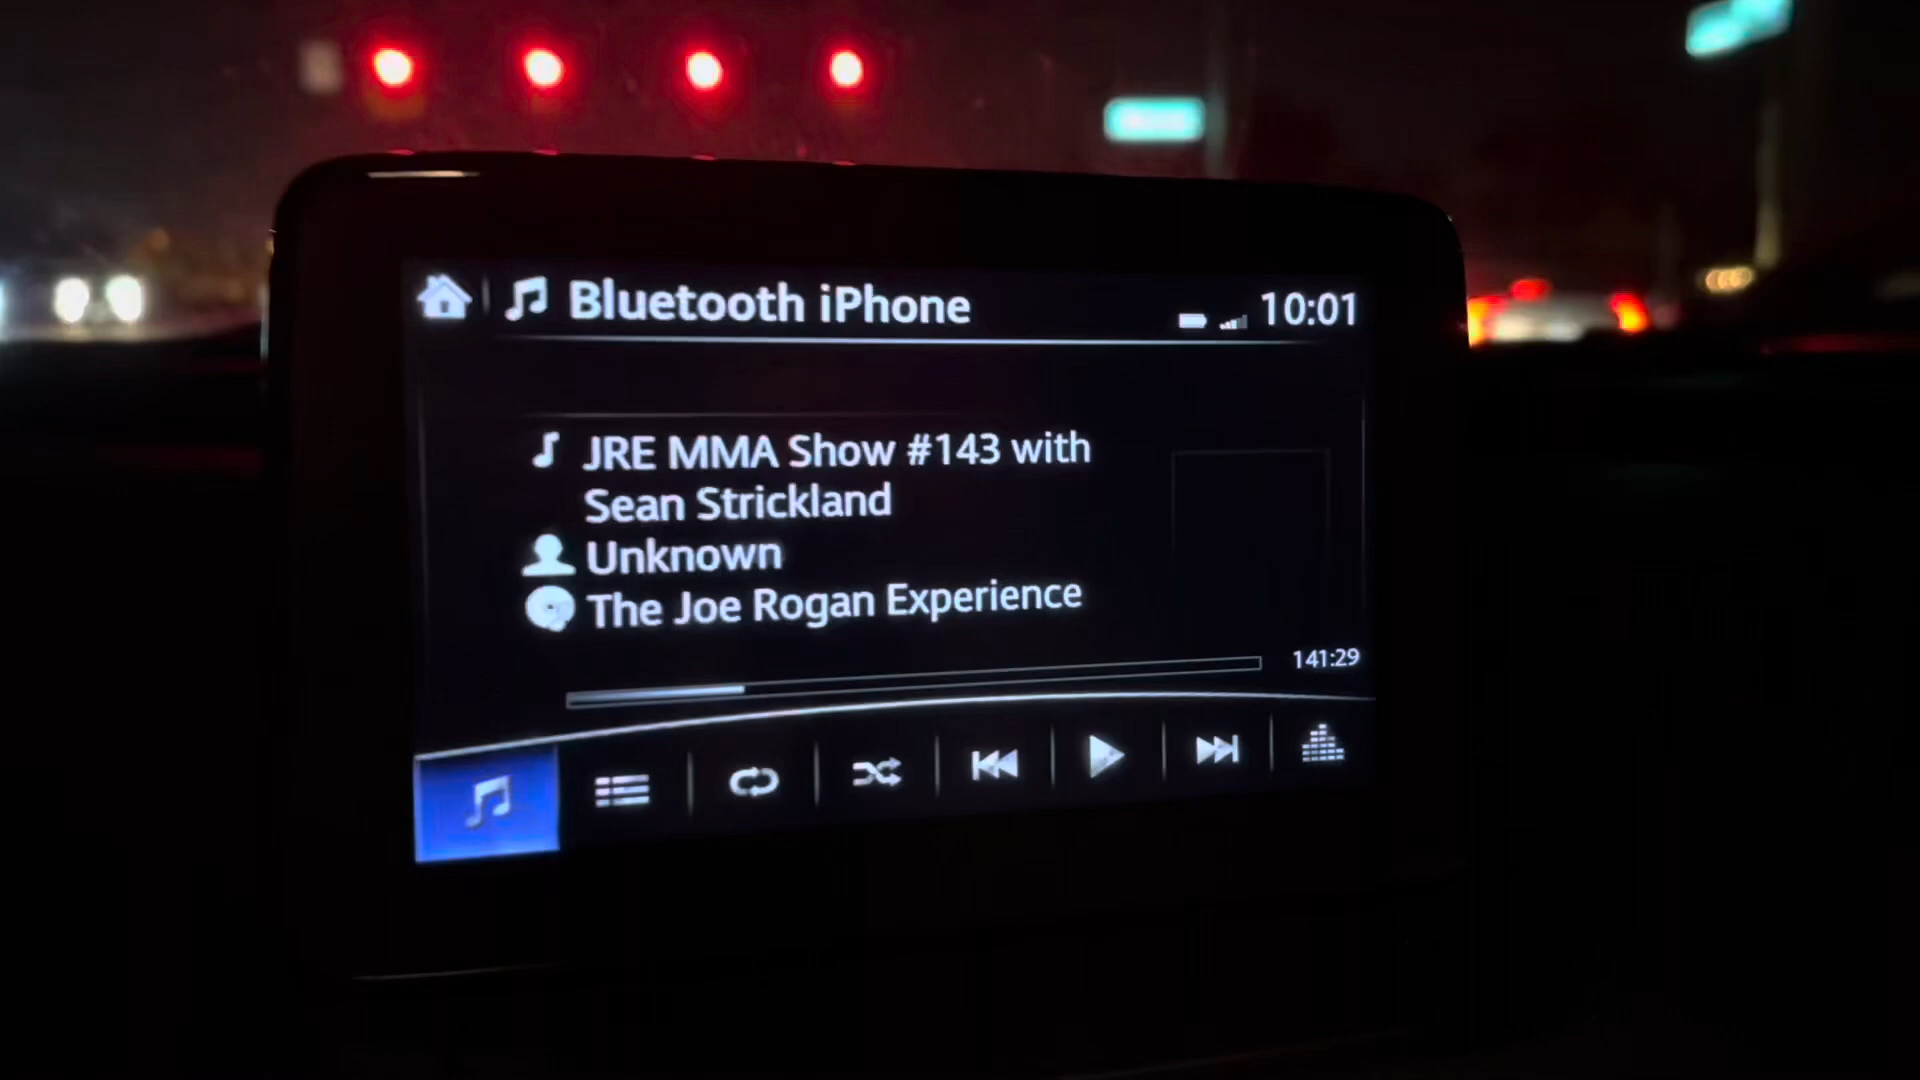 Bluetooth iPhone
10:01
JRE MMA Show #143 with
Sean Strickland
Unknown
The Joe Rogan Experience
141:29